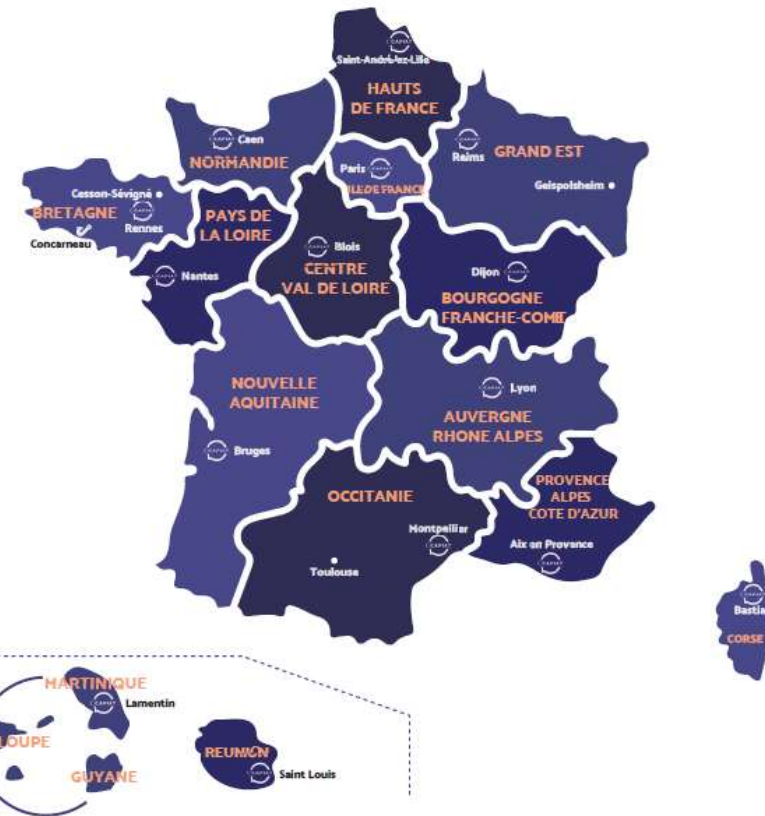 Saint-André-lez-Lille
HAUTS
DE FRANCE
Caen
NORMANDIE
Paris
ILE DE FRANCE
Reims
GRAND EST
Geispolsheim
Cesson-Sévigné
BRETAGNE
Rennes
Concarneau
PAYS DE
LA LOIRE
Nantes
Blois
CENTRE
VAL DE LOIRE
Dijon
BOURGOGNE
FRANCHE-COMTÉ
NOUVELLE
AQUITAINE
Bruges
Lyon
AUVERGNE
RHONE ALPES
OCCITANIE
Montpellier
Toulouse
PROVENCE
ALPES
COTE D'AZUR
Aix en Provence
Bastia
CORSE
MARTINIQUE
Lamentin
LOUPE
GUYANE
REUNION
Saint Louis